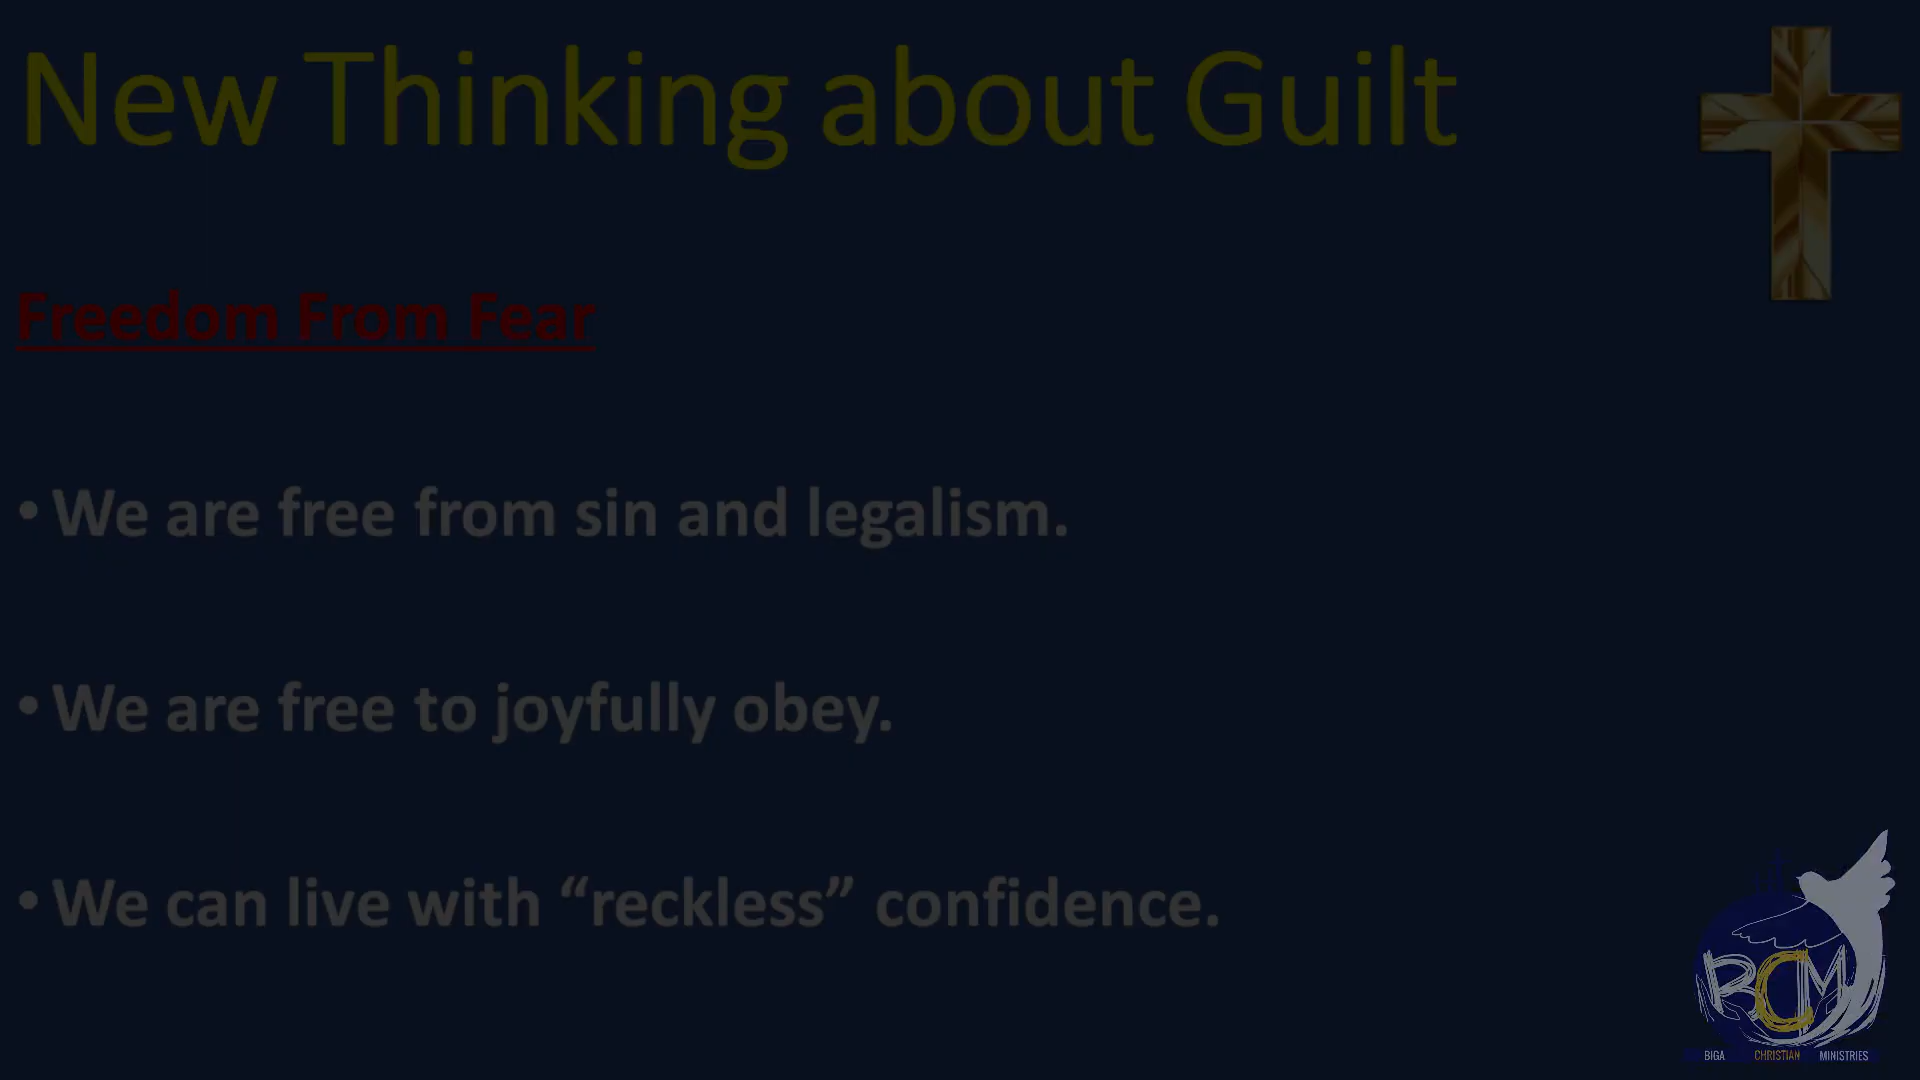 New Thinking about Guilt
Freedom From Fear
• We are free from sin and legalism.
• We are free to joyfully obey.
• We can live with “reckless” confidence.
BCM
BIGA CHRISTIAN MINISTRIES